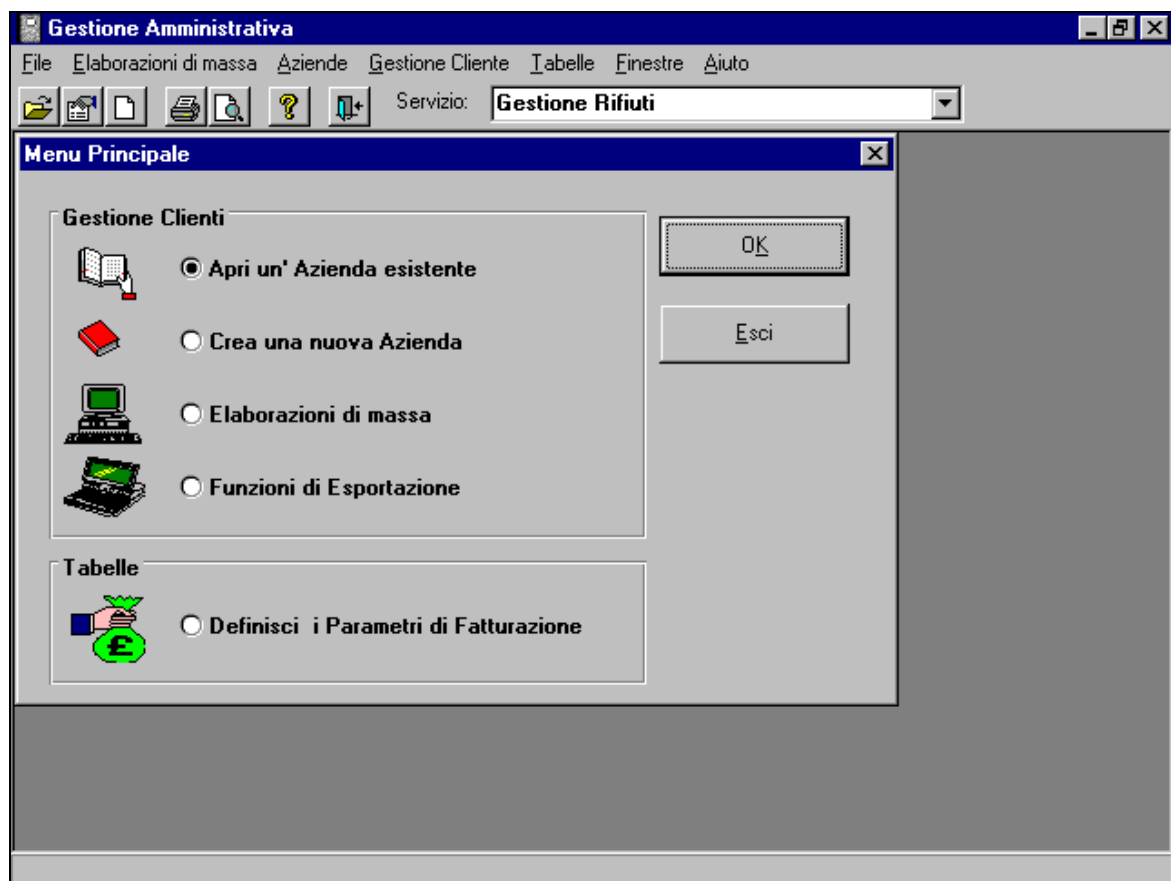 Gestione Amministrativa
File Elaborazioni di massa Aziende Gestione Cliente Tabelle Finestre Aiuto
Servizio: Gestione Rifiuti
Menu Principale
Gestione Clienti
Apri un' Azienda esistente
OK
Crea una nuova Azienda
Esci
Elaborazioni di massa
Funzioni di Esportazione
Tabelle
£
Definisci i Parametri di Fatturazione